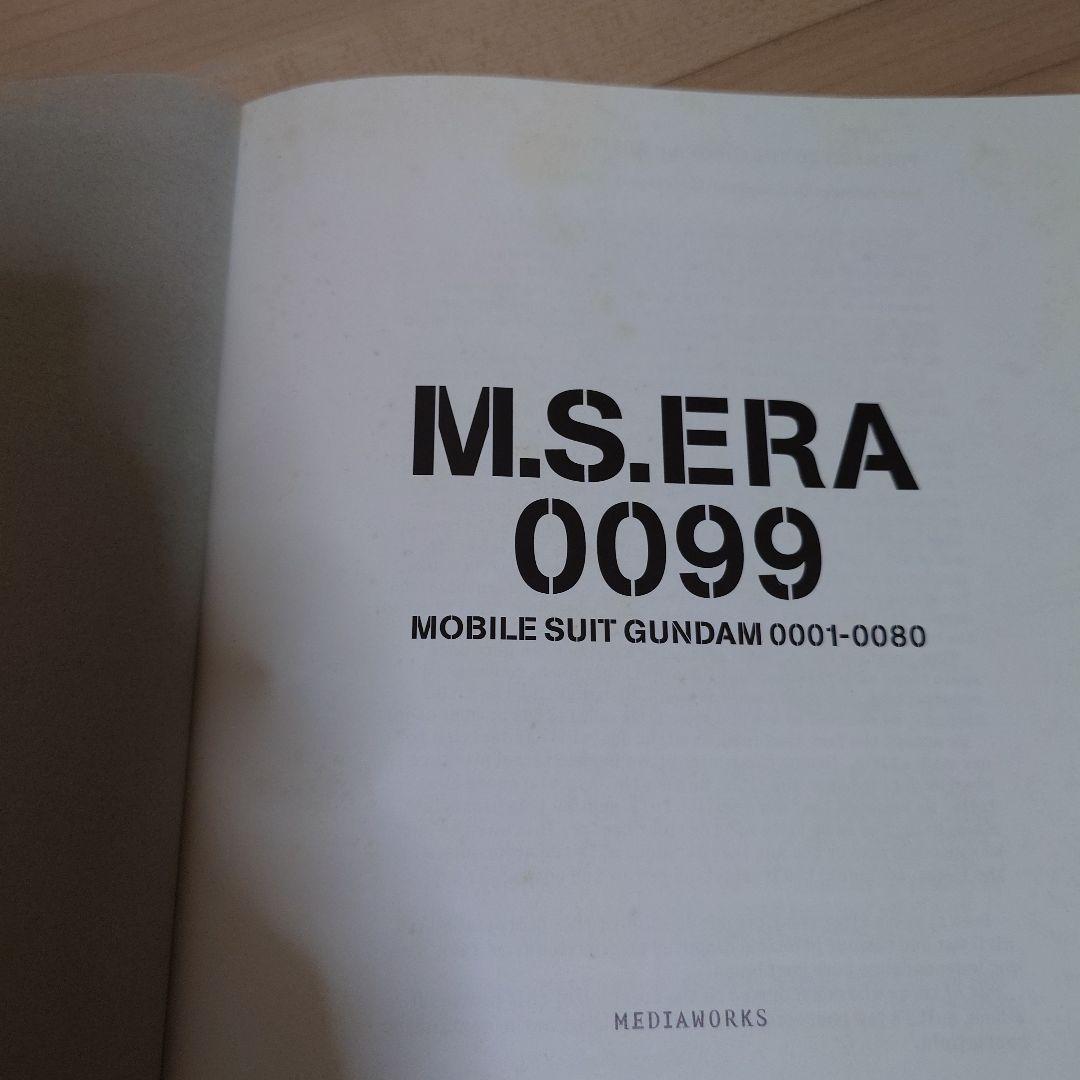 M.S.ERA
0099
MOBILE SUIT GUNDAM 0001-0080
MEDIAWORKS